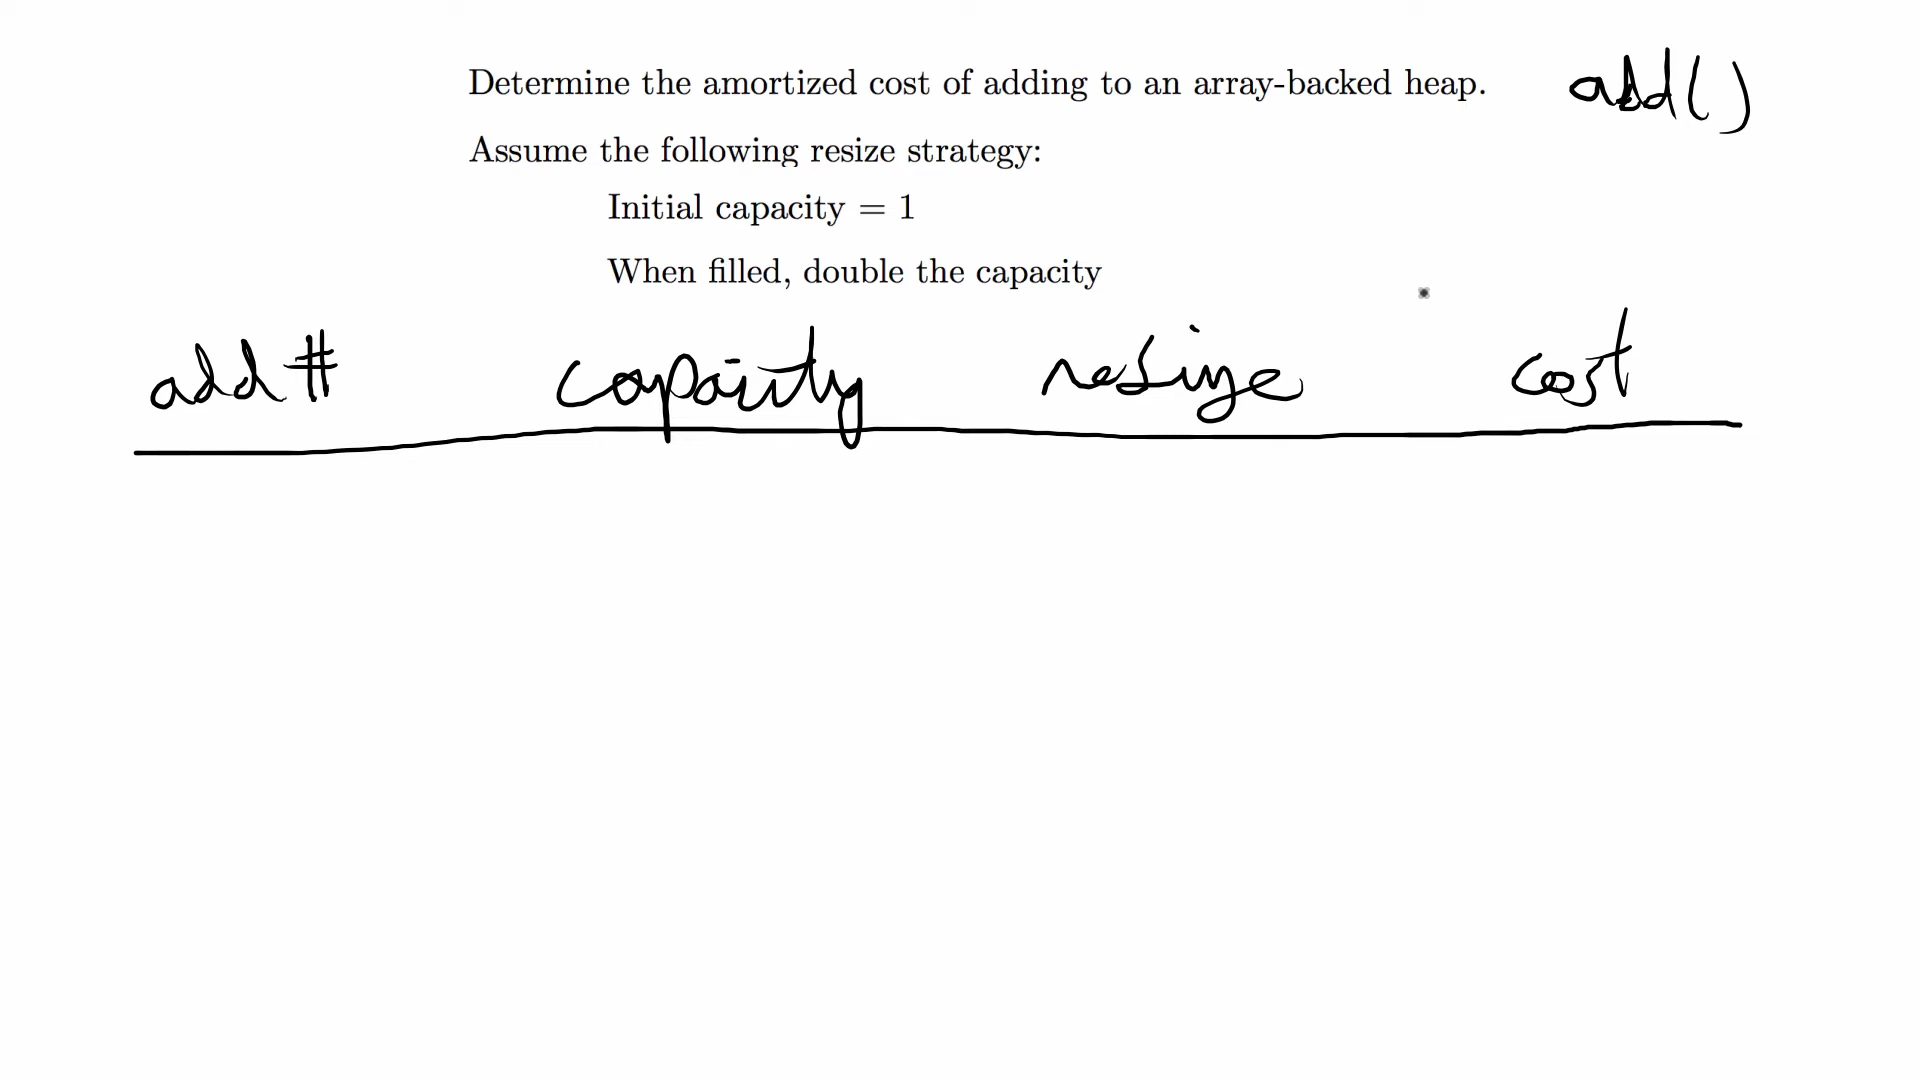 Determine the amortized cost of adding to an array-backed heap. add()
Assume the following resize strategy:
Initial capacity = 1
When filled, double the capacity
add # capacity resize cost